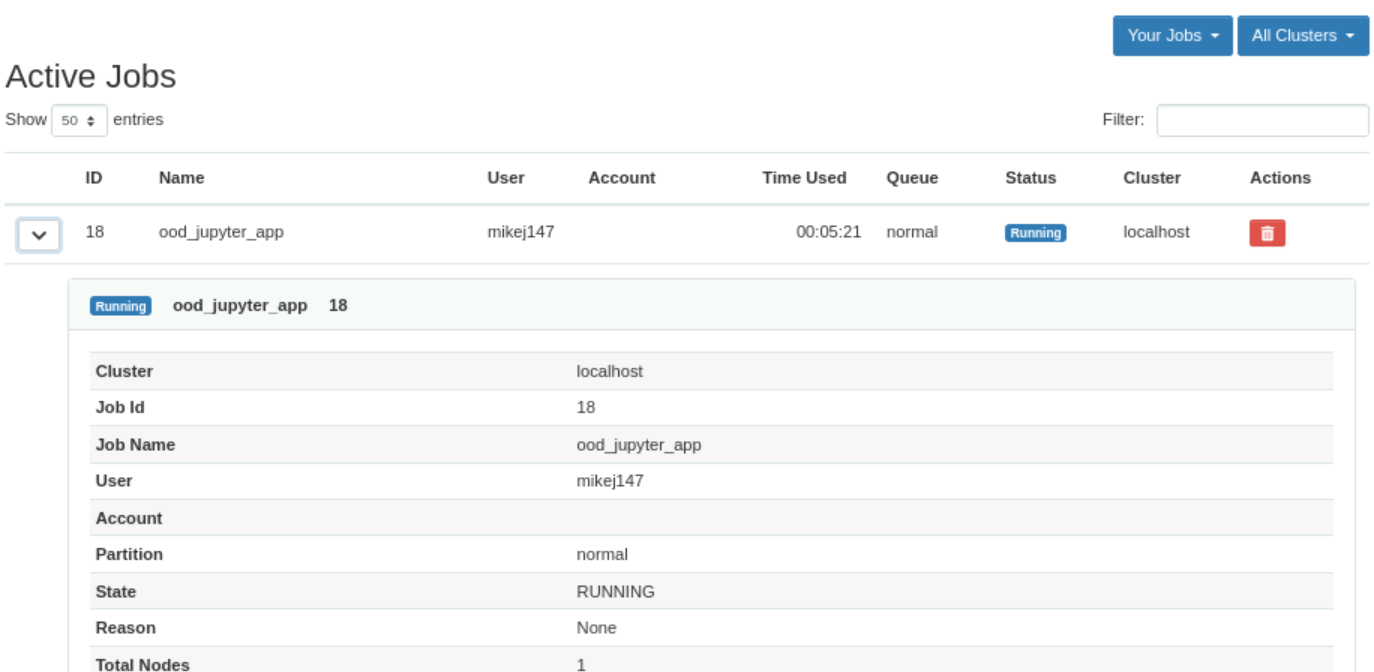 Your Jobs All Clusters
Active Jobs
Show 50 entries Filter:
ID Name User Account Time Used Queue Status Cluster Actions
18 ood_jupyter_app mikej147 00:05:21 normal Running localhost
Running ood_jupyter_app 18
Cluster localhost
Job Id 18
Job Name ood_jupyter_app
User mikej147
Account
Partition normal
State RUNNING
Reason None
Total Nodes 1